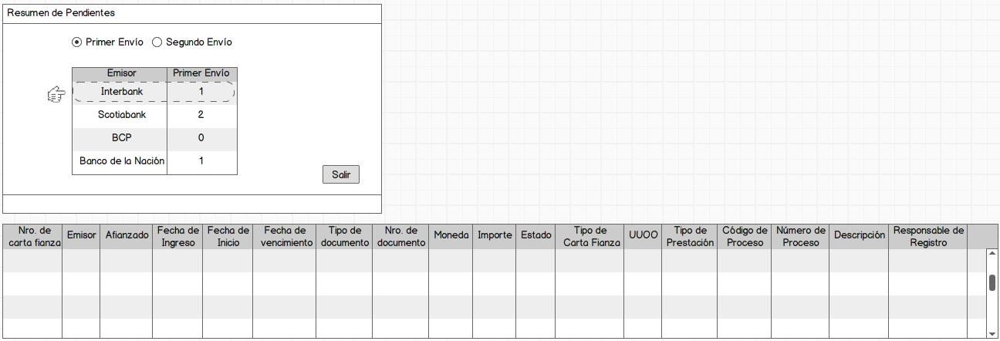 Resumen de Pendientes
Primer Envío Segundo Envío
Emisor Primer Envío
Interbank 1
Scotiabank 2
BCP 0
Banco de la Nación 1
Salir
Nro. de carta fianza Emisor Afianzado Fecha de Ingreso Fecha de Inicio Fecha de vencimiento Tipo de documento Nro. de documento Moneda Importe Estado Tipo de Carta Fianza UUOO Tipo de Prestación Código de Proceso Número de Proceso Descripción Responsable de Registro